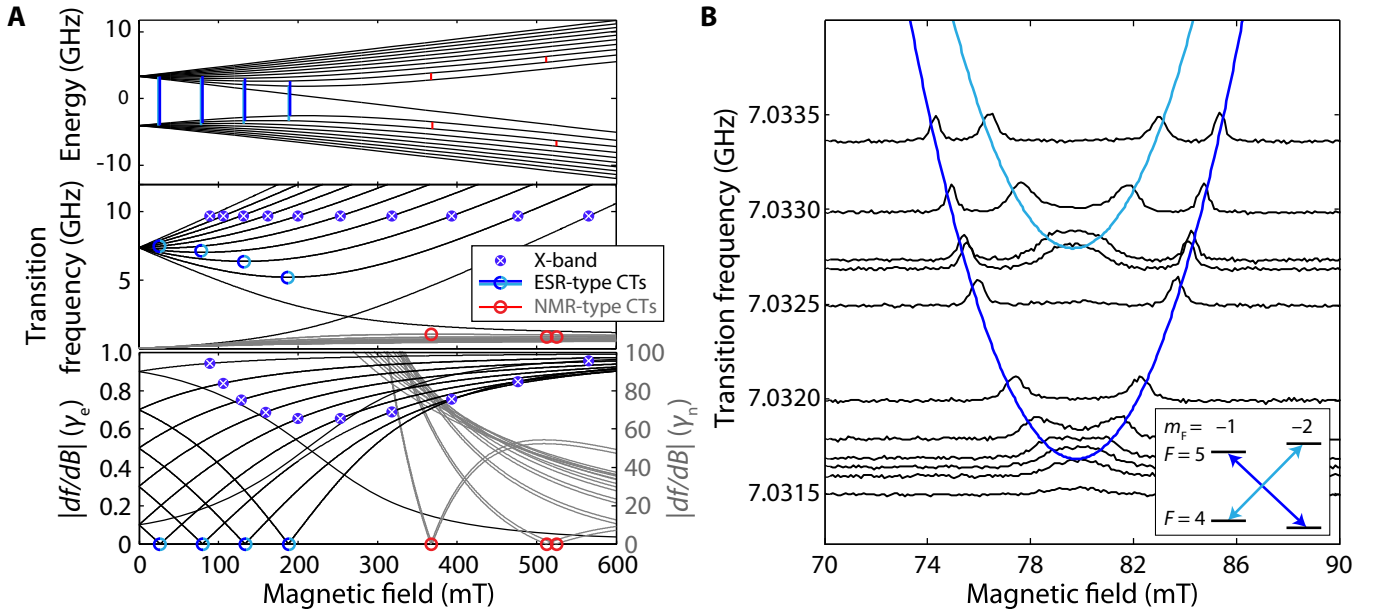 A
Energy (GHz)
10
0
-10
Transition
frequency (GHz)
10
5
X-band
ESR-type CTs
NMR-type CTs
|df/dB| (γe)
1.0
0.8
0.6
0.4
0.2
0
100
80
60
40
20
0
|df/dB| (γn)
0 100 200 300 400 500 600
Magnetic field (mT)
B
Transition frequency (GHz)
7.0335
7.0330
7.0325
7.0320
7.0315
mF = −1 −2
F = 5
F = 4
70 74 78 82 86 90
Magnetic field (mT)